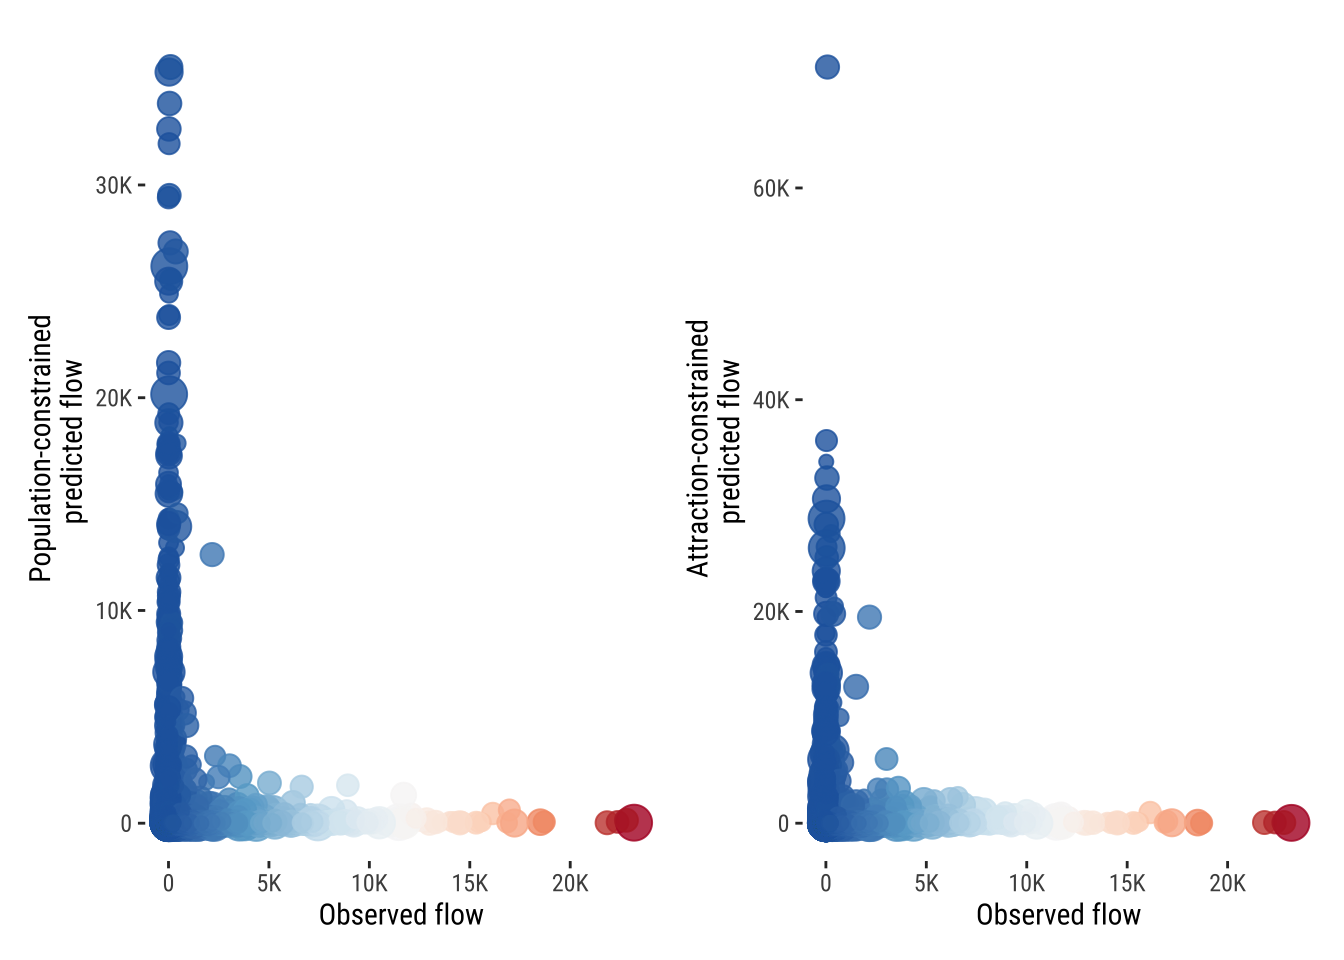 Population-constrained
predicted flow
30K
20K
10K
0
0 5K 10K 15K 20K
Observed flow
Attraction-constrained
predicted flow
60K
40K
20K
0
0 5K 10K 15K 20K
Observed flow